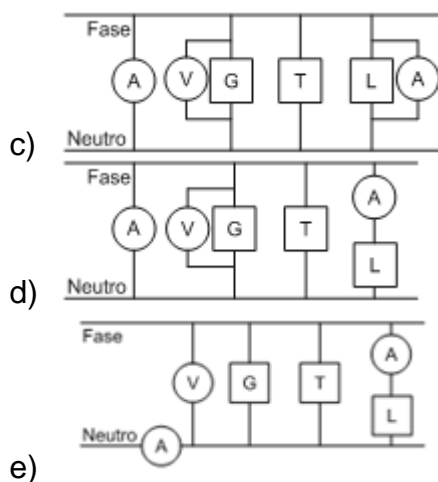 Fase
A V G T L A
Neutro
c)
Fase
A
A V G T
L
Neutro
d)
Fase
A
V G T
L
Neutro A
e)